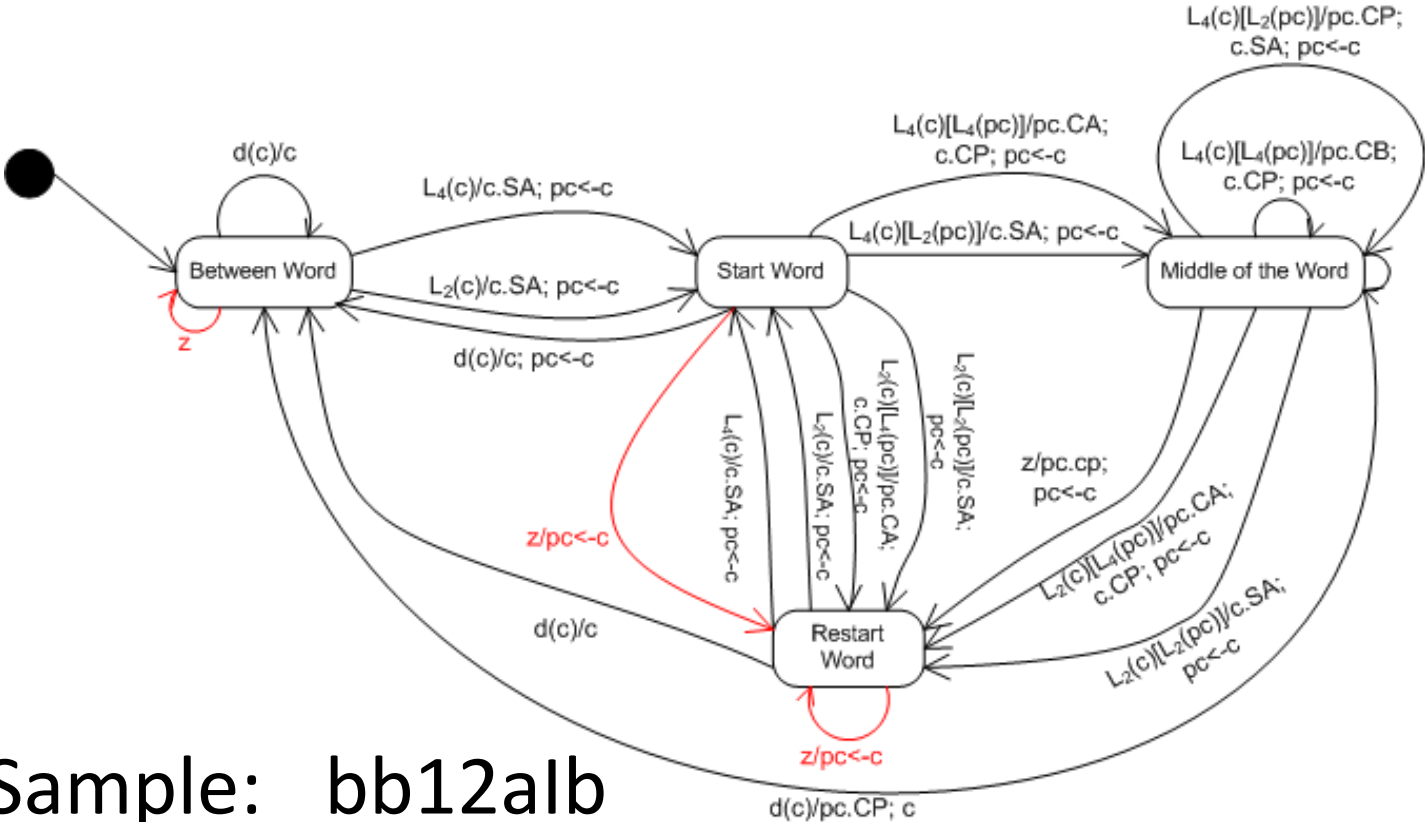 L₄(c)[L₂(pc)]/pc.CP;
c.SA; pc<-c
L₄(c)[L₄(pc)]/pc.CA;
c.CP; pc<-c
d(c)/c
L₄(c)[L₄(pc)]/pc.CB;
c.CP; pc<-c
L₄(c)/c.SA; pc<-c
L₄(c)[L₂(pc)]/c.SA; pc<-c
Between Word
Start Word
Middle of the Word
L₂(c)/c.SA; pc<-c
z
d(c)/c; pc<-c
L₄(c)/c.SA; pc<-c
L₂(c)/c.SA; pc<-c
L₂(c)[L₄(pc)]/pc.CA;
c.CP; pc<-c
L₂(c)[L₂(pc)]/c.SA;
pc<-c
z/pc.cp;
pc<-c
L₂(c)[L₄(pc)]/pc.CA;
c.CP; pc<-c
z/pc<-c
d(c)/c
Restart
Word
L₂(c)[L₂(pc)]/c.SA;
pc<-c
z/pc<-c
Sample: bb12alb
d(c)/pc.CP; c